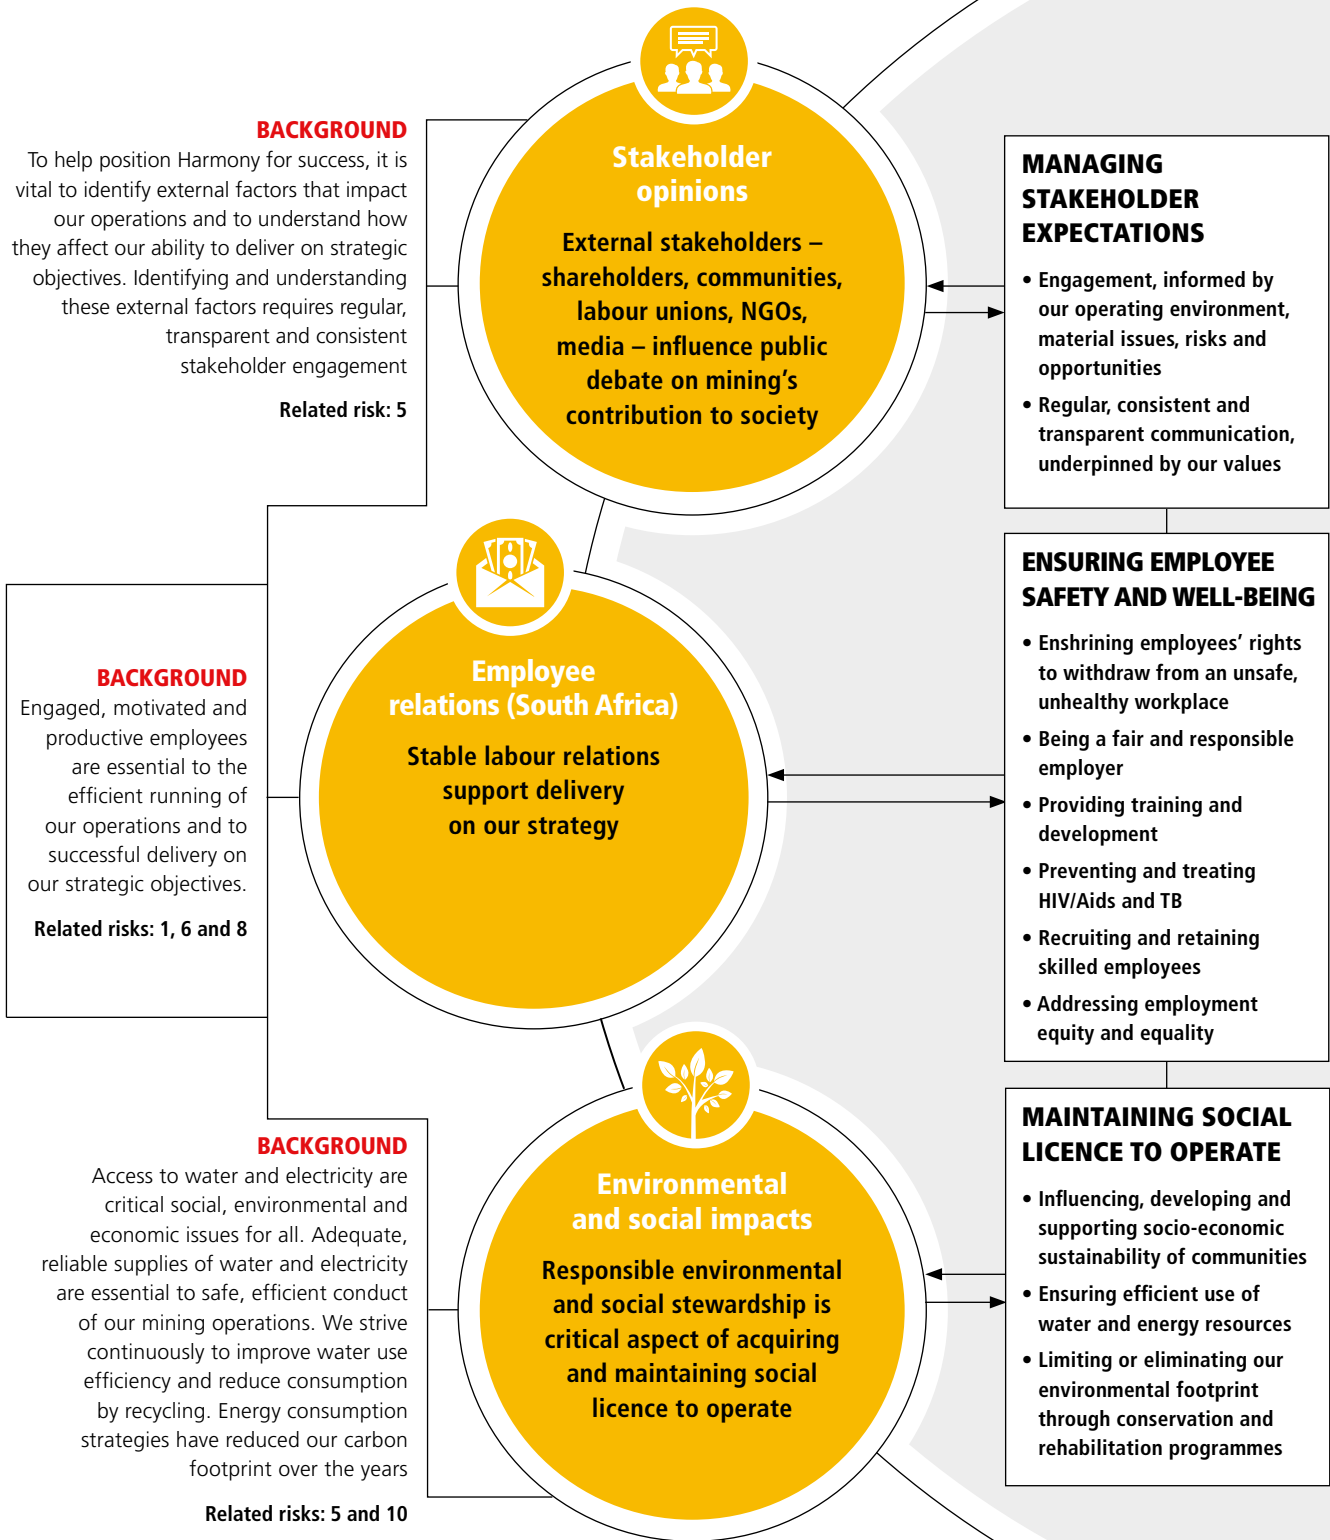 BACKGROUND
To help position Harmony for success, it is
vital to identify external factors that impact
our operations and to understand how
they affect our ability to deliver on strategic
objectives. Identifying and understanding
these external factors requires regular,
transparent and consistent
stakeholder engagement
Related risk: 5
Stakeholder
opinions
External stakeholders –
shareholders, communities,
labour unions, NGOs,
media – influence public
debate on mining’s
contribution to society
MANAGING
STAKEHOLDER
EXPECTATIONS
• Engagement, informed by
our operating environment,
material issues, risks and
opportunities
• Regular, consistent and
transparent communication,
underpinned by our values
BACKGROUND
Engaged, motivated and
productive employees
are essential to the
efficient running of
our operations and to
successful delivery on
our strategic objectives.
Related risks: 1, 6 and 8
Employee
relations (South Africa)
Stable labour relations
support delivery
on our strategy
ENSURING EMPLOYEE
SAFETY AND WELL-BEING
• Enshrining employees’ rights
to withdraw from an unsafe,
unhealthy workplace
• Being a fair and responsible
employer
• Providing training and
development
• Preventing and treating
HIV/Aids and TB
• Recruiting and retaining
skilled employees
• Addressing employment
equity and equality
BACKGROUND
Access to water and electricity are
critical social, environmental and
economic issues for all. Adequate,
reliable supplies of water and electricity
are essential to safe, efficient conduct
of our mining operations. We strive
continuously to improve water use
efficiency and reduce consumption
by recycling. Energy consumption
strategies have reduced our carbon
footprint over the years
Related risks: 5 and 10
Environmental
and social impacts
Responsible environmental
and social stewardship is
critical aspect of acquiring
and maintaining social
licence to operate
MAINTAINING SOCIAL
LICENCE TO OPERATE
• Influencing, developing and
supporting socio-economic
sustainability of communities
• Ensuring efficient use of
water and energy resources
• Limiting or eliminating our
environmental footprint
through conservation and
rehabilitation programmes